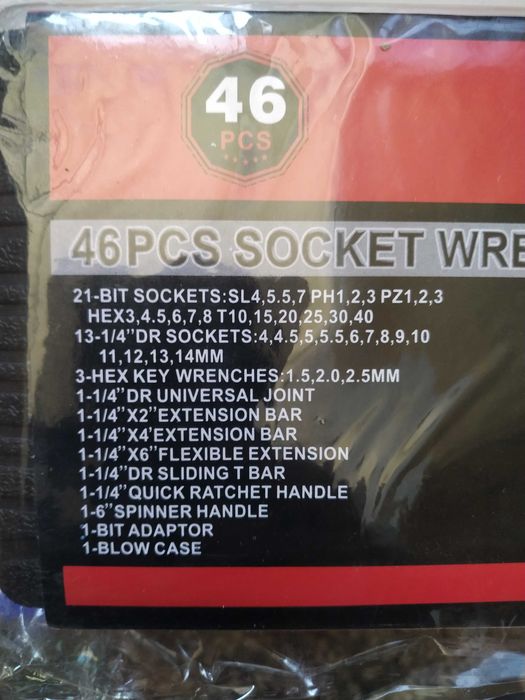 46
PCS
46PCS SOCKET WRE
21-BIT SOCKETS:SL4,5.5,7 PH1,2,3 PZ1,2,3
HEX3,4.5,6,7,8 T10,15,20,25,30,40
13-1/4"DR SOCKETS:4,4.5,5,5.5,6,7,8,9,10
11,12,13,14MM
3-HEX KEY WRENCHES:1.5,2.0,2.5MM
1-1/4"DR UNIVERSAL JOINT
1-1/4"X2"EXTENSION BAR
1-1/4"X4'EXTENSION BAR
1-1/4"X6"FLEXIBLE EXTENSION
1-1/4"DR SLIDING T BAR
1-1/4"QUICK RATCHET HANDLE
1-6"SPINNER HANDLE
1-BIT ADAPTOR
1-BLOW CASE